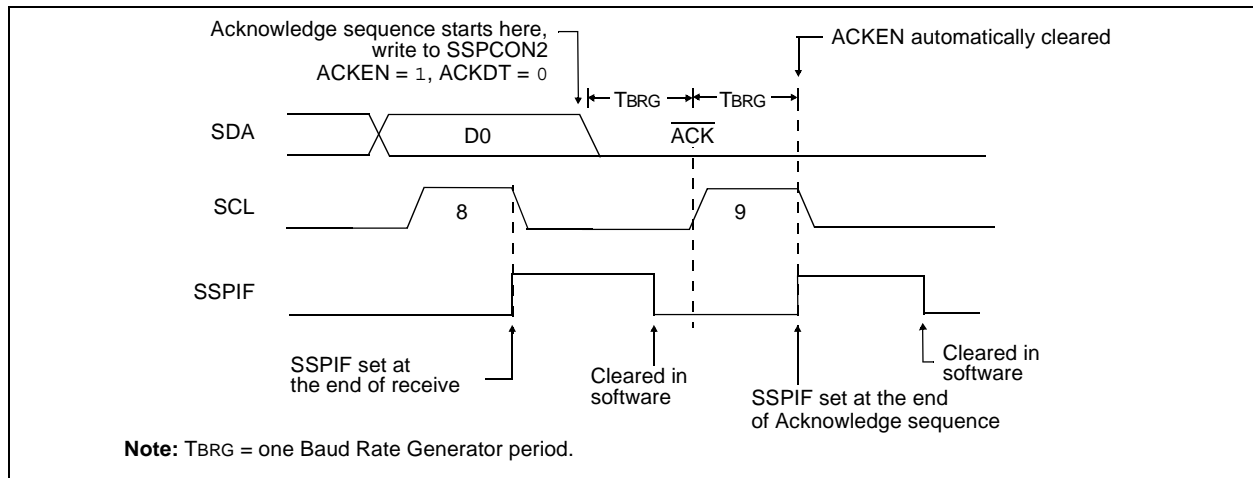 Acknowledge sequence starts here,
write to SSPCON2
ACKEN = 1, ACKDT = 0
ACKEN automatically cleared
TBRG
TBRG
SDA
D0
ACK
SCL
8
9
SSPIF
SSPIF set at
the end of receive
Cleared in
software
SSPIF set at the end
of Acknowledge sequence
Cleared in
software
Note: TBRG = one Baud Rate Generator period.